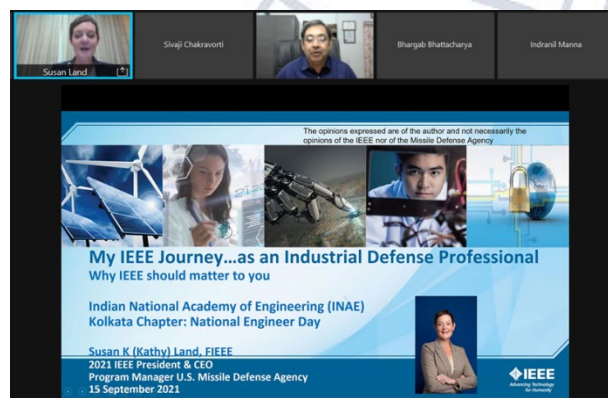 Susan Land
Sivaji Chakravorti
Bhargab Bhattacharya
Indranil Manna
The opinions expressed are of the author and not necessarily the
opinions of the IEEE nor of the Missile Defense Agency
My IEEE Journey...as an Industrial Defense Professional
Why IEEE should matter to you
Indian National Academy of Engineering (INAE)
Kolkata Chapter: National Engineer Day
Susan K (Kathy) Land, FIEEE
2021 IEEE President & CEO
Program Manager U.S. Missile Defense Agency
15 September 2021
IEEE
Advancing Technology
for Humanity